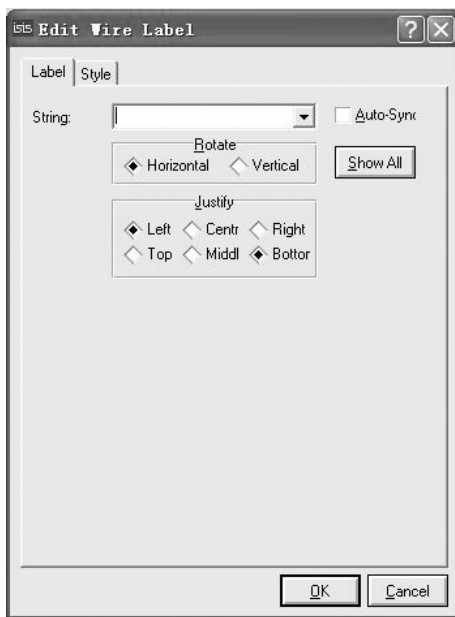 isis Edit Wire Label ? X
Label Style
String: Auto-Sync
Rotate
Horizontal Vertical Show All
Justify
Left Centr Right
Top Middl Bottor
OK Cancel